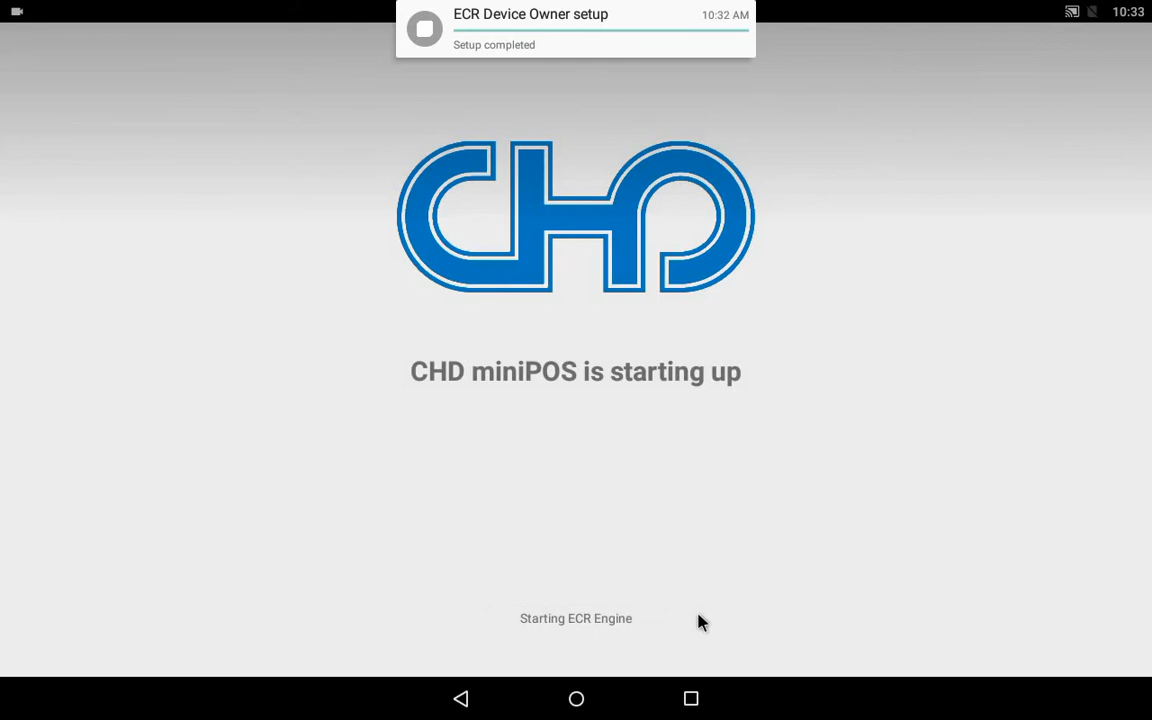 ECR Device Owner setup
10:32 AM
10:33
Setup completed
CHD
CHD miniPOS is starting up
Starting ECR Engine